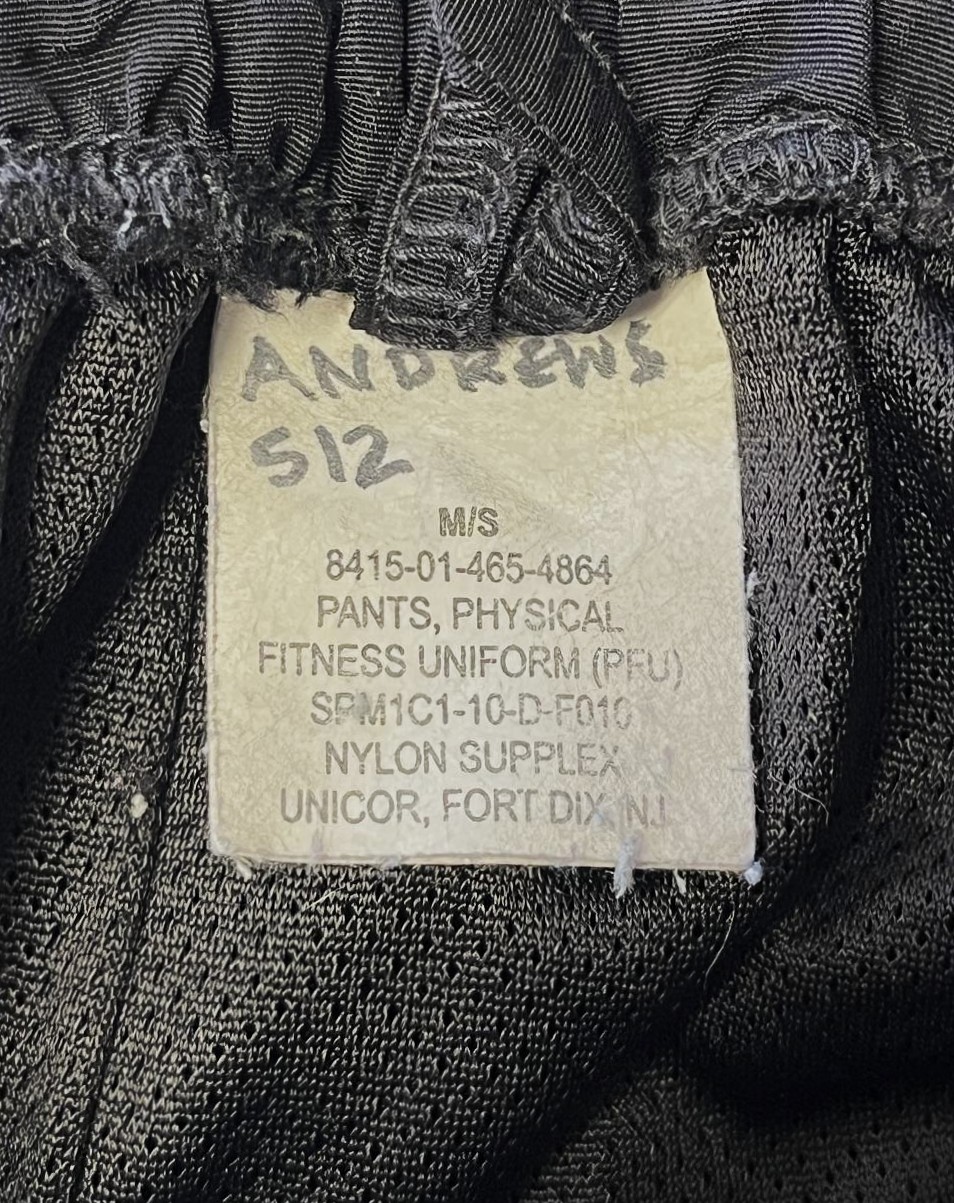 ANDREWS
512
M/S
8415-01-465-4864
PANTS, PHYSICAL
FITNESS UNIFORM (PFU)
SPM1C1-10-D-F010
NYLON SUPPLEX
UNICOR, FORT DIX, NJ